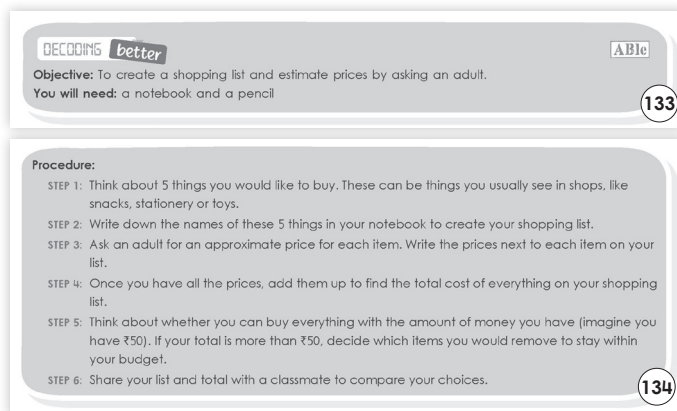 DECODING better
ABle
Objective: To create a shopping list and estimate prices by asking an adult.
You will need: a notebook and a pencil
133
Procedure:
STEP 1: Think about 5 things you would like to buy. These can be things you usually see in shops, like
snacks, stationery or toys.
STEP 2: Write down the names of these 5 things in your notebook to create your shopping list.
STEP 3: Ask an adult for an approximate price for each item. Write the prices next to each item on your
list.
STEP 4: Once you have all the prices, add them up to find the total cost of everything on your shopping
list.
STEP 5: Think about whether you can buy everything with the amount of money you have (imagine you
have ₹50). If your total is more than ₹50, decide which items you would remove to stay within
your budget.
STEP 6: Share your list and total with a classmate to compare your choices.
134